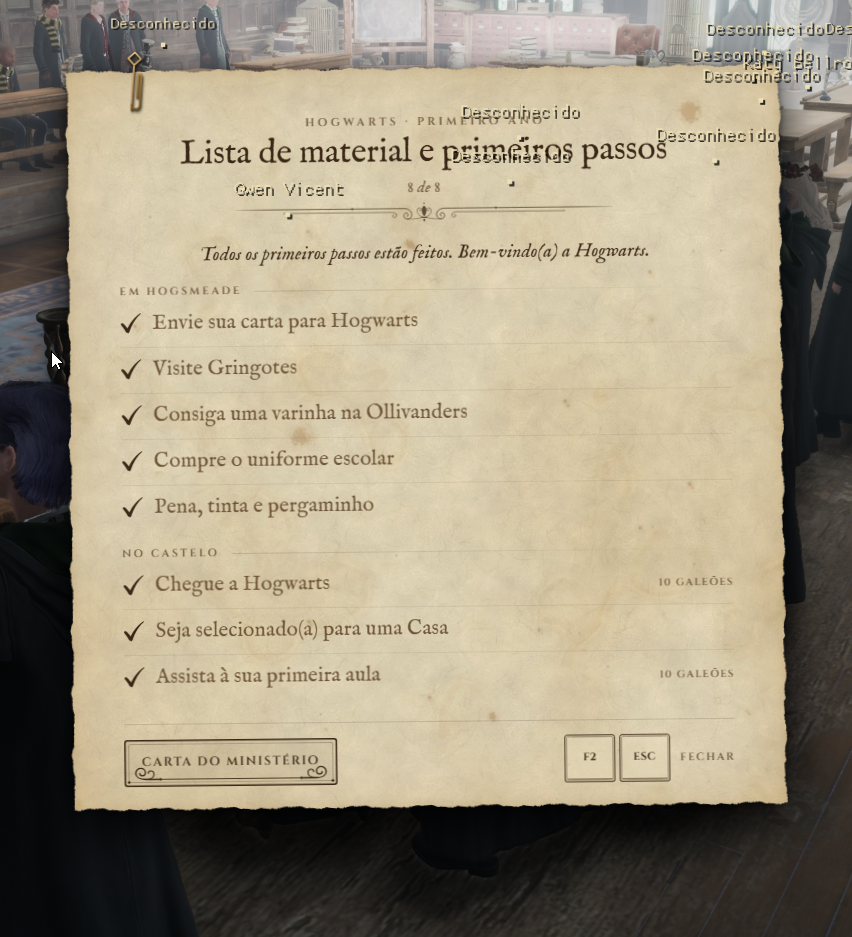 Desconhecido
Desconhecido
Desconhecido
Desconhecido
Desconhecido
HOGWARTS · PRIMEIRO ANO
Desconhecido
Lista de material e primeiros passos
Desconhecido
Qwen Vicent
8 de 8
Todos os primeiros passos estão feitos. Bem-vindo(a) a Hogwarts.
EM HOGSMEADE
Envie sua carta para Hogwarts
Visite Gringotes
Consiga uma varinha na Ollivanders
Compre o uniforme escolar
Pena, tinta e pergaminho
NO CASTELO
Chegue a Hogwarts 10 GALEÕES
Seja selecionado(a) para uma Casa
Assista à sua primeira aula 10 GALEÕES
CARTA DO MINISTÉRIO F2 ESC FECHAR